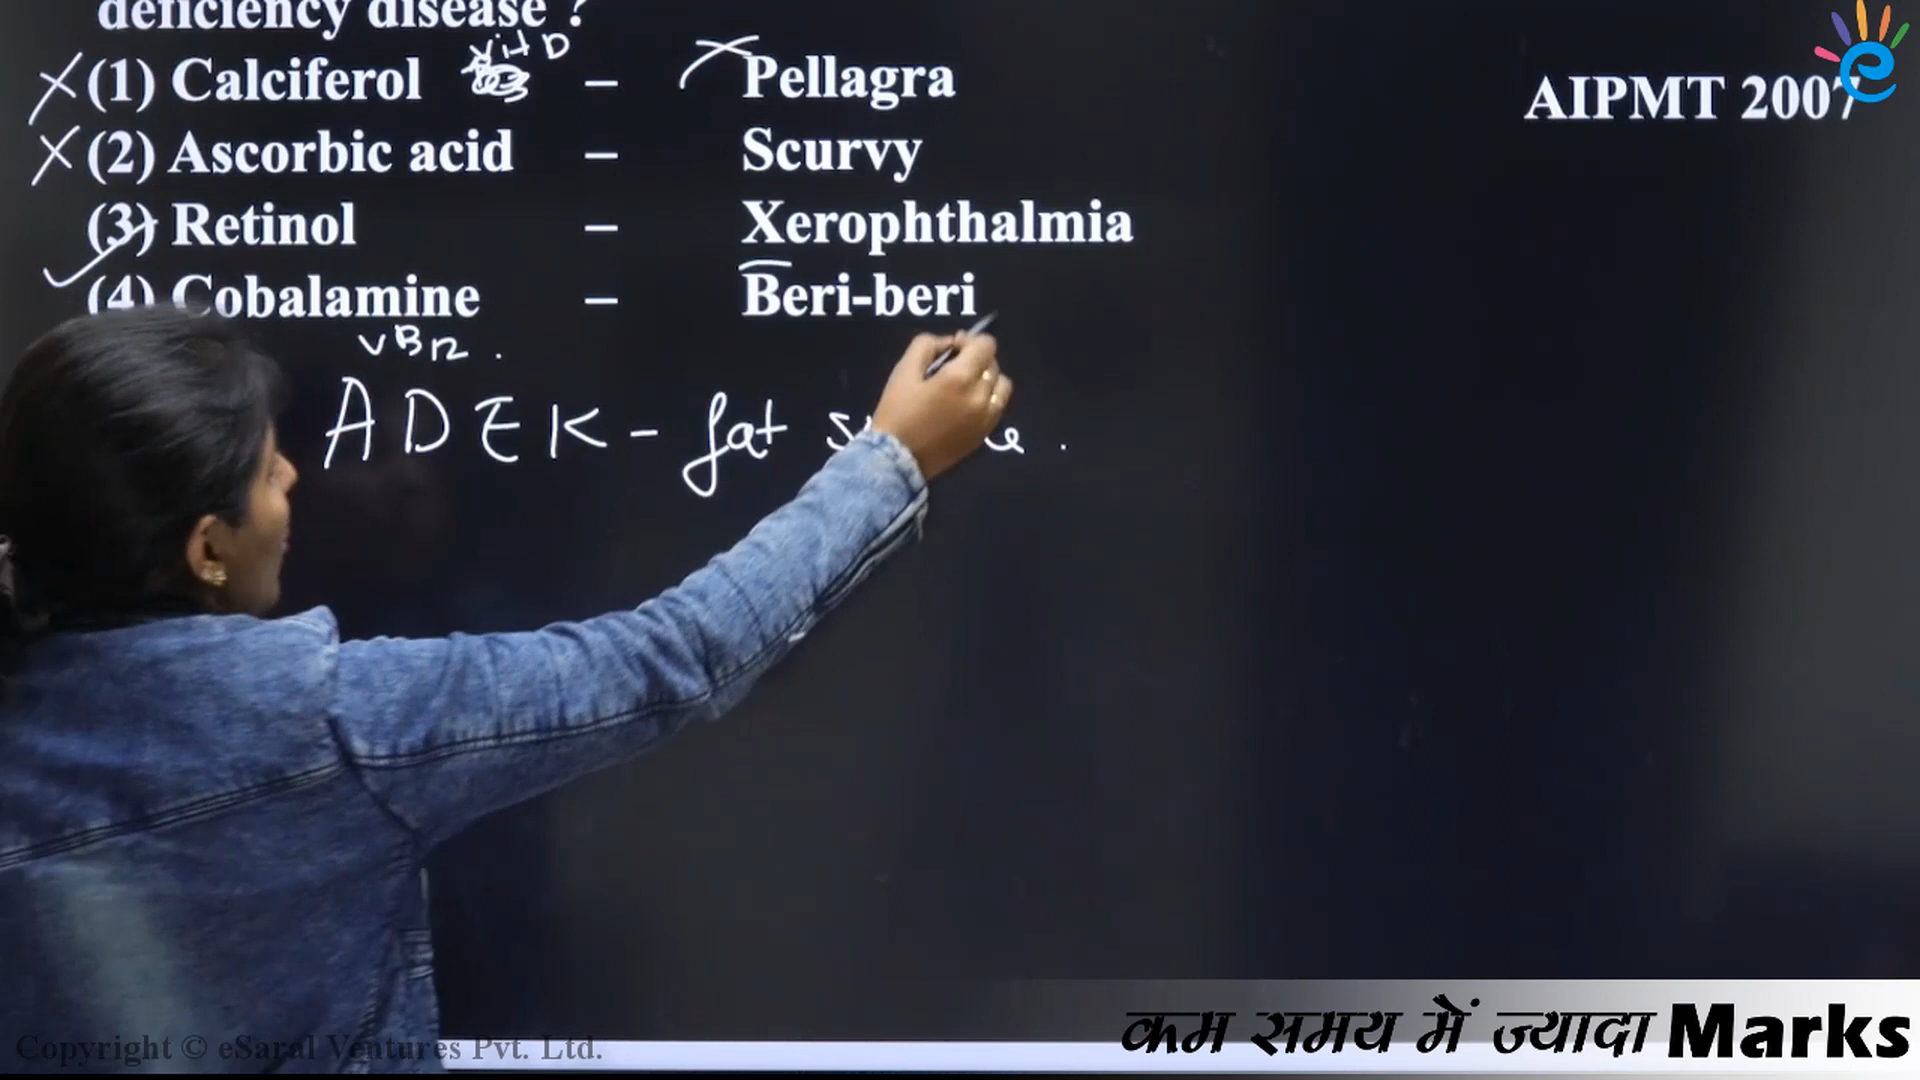 deficiency disease ?
(1) Calciferol Vit D – Pellagra
AIPMT 2007
(2) Ascorbic acid – Scurvy
(3) Retinol – Xerophthalmia
(4) Cobalamine – Beri-beri
VB12 .
A D E K - fat
कम समय में ज्यादा Marks
Copyright © eSaral Ventures Pvt. Ltd.